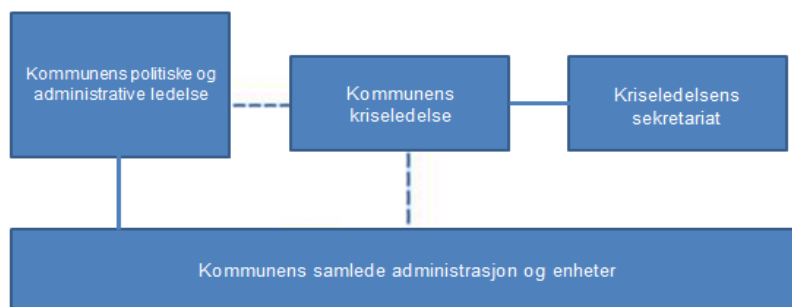 Kommunens politiske og
administrative ledelse
Kommunens
kriseledelse
Kriseledelsens
sekretariat
Kommunens samlede administrasjon og enheter